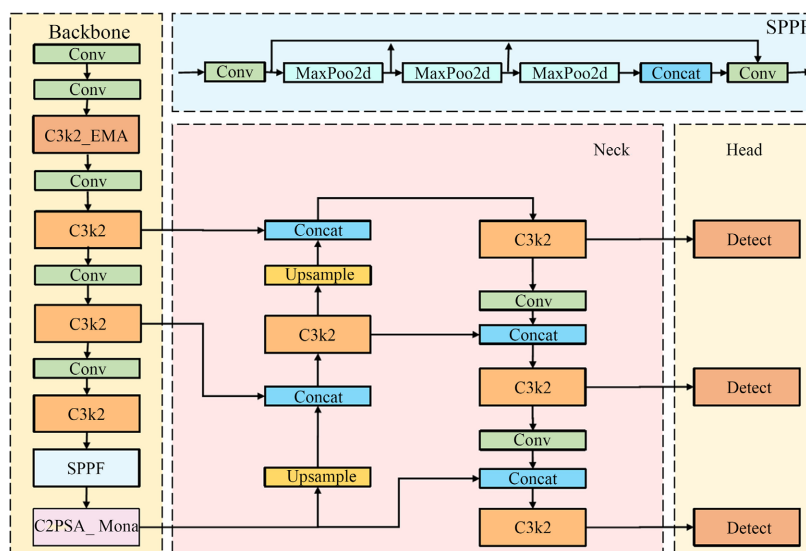 Backbone
Conv
Conv
C3k2_EMA
Conv
C3k2
Conv
C3k2
Conv
C3k2
SPPF
C2PSA_ Mona
SPPF
Conv
MaxPoo2d
MaxPoo2d
MaxPoo2d
Concat
Conv
Neck
Concat
Upsample
C3k2
Concat
Upsample
C3k2
Conv
Concat
C3k2
Conv
Concat
C3k2
Head
Detect
Detect
Detect